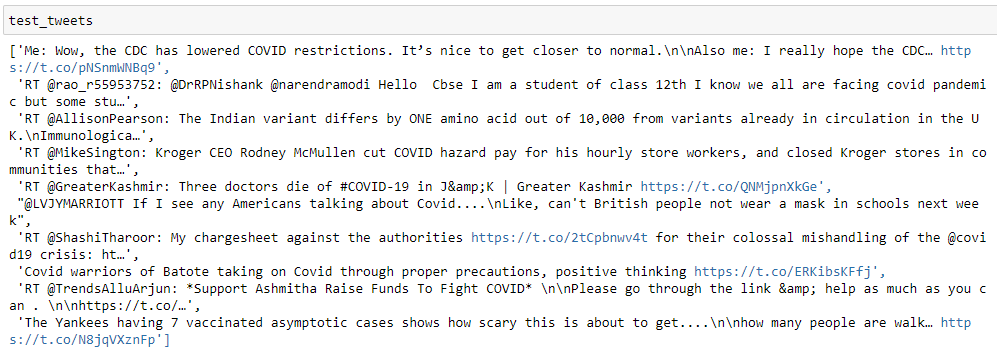 test_tweets
['Me: Wow, the CDC has lowered COVID restrictions. It’s nice to get closer to normal.\n\nAlso me: I really hope the CDC… http
s://t.co/pNSnmWNBq9',
'RT @rao_r55953752: @DrRPNishank @narendramodi Hello  Cbse I am a student of class 12th I know we all are facing covid pandemi
c but some stu…',
'RT @AllisonPearson: The Indian variant differs by ONE amino acid out of 10,000 from variants already in circulation in the U
K.\nImmunologica…',
'RT @MikeSington: Kroger CEO Rodney McMullen cut COVID hazard pay for his hourly store workers, and closed Kroger stores in co
mmunities that…',
'RT @GreaterKashmir: Three doctors die of #COVID-19 in J&amp;K | Greater Kashmir https://t.co/QNMjpnXkGe',
"@LVJYMARRIOTT If I see any Americans talking about Covid....\nLike, can't British people not wear a mask in schools next wee
k",
'RT @ShashiTharoor: My chargesheet against the authorities https://t.co/2tCpbnwv4t for their colossal mishandling of the @covi
d19 crisis: ht…',
'Covid warriors of Batote taking on Covid through proper precautions, positive thinking https://t.co/ERKibsKFfj',
'RT @TrendsAlluArjun: *Support Ashmitha Raise Funds To Fight COVID* \n\nPlease go through the link &amp; help as much as you c
an . \n\nhttps://t.co/…',
'The Yankees having 7 vaccinated asymptotic cases shows how scary this is about to get....\n\nhow many people are walk… http
s://t.co/N8jqVXznFp']